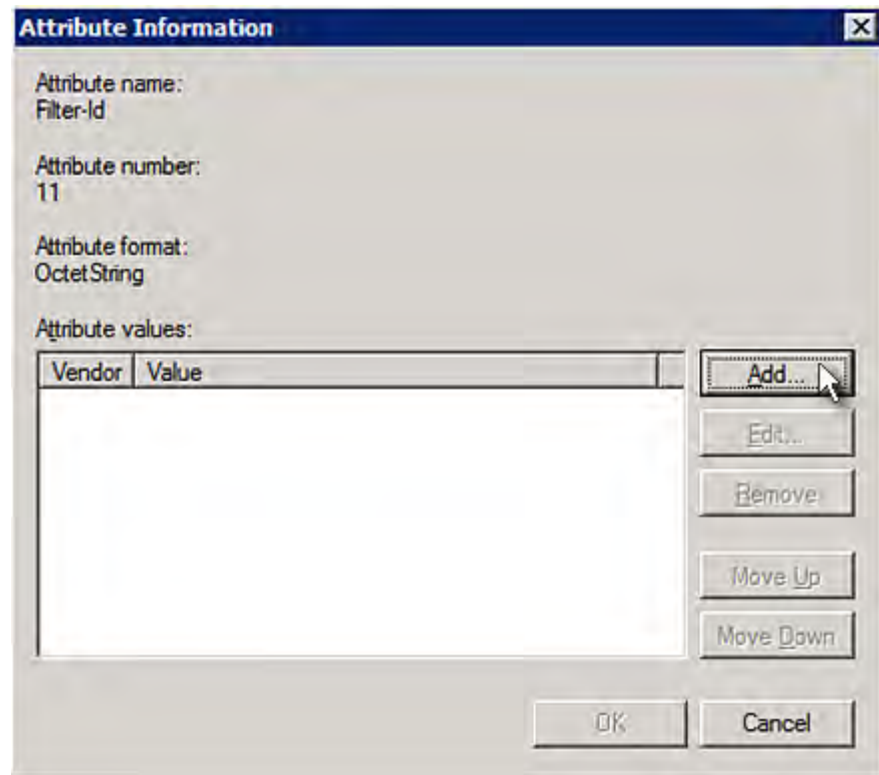 Attribute Information
Attribute name:
Filter-Id
Attribute number:
11
Attribute format:
OctetString
Attribute values:
Vendor Value
Add...
Edit...
Remove
Move Up
Move Down
OK Cancel